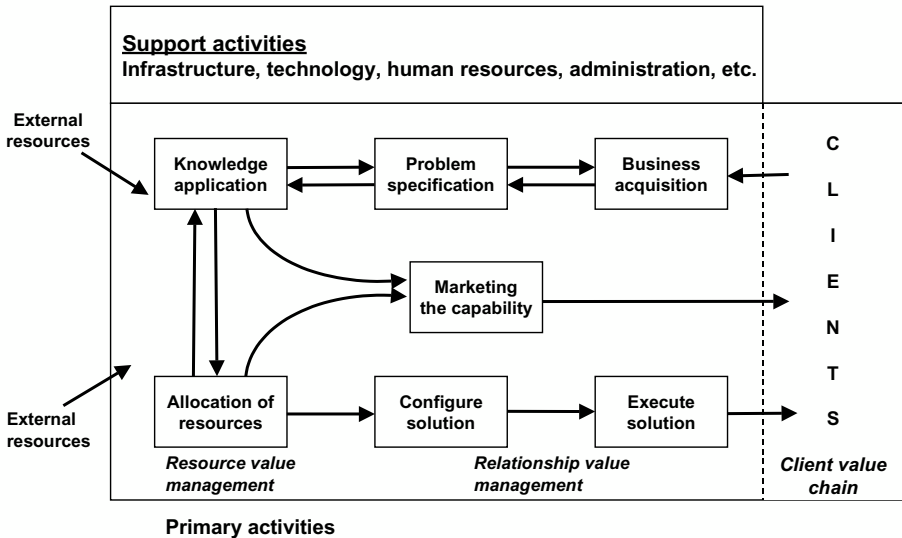 Support activities
Infrastructure, technology, human resources, administration, etc.
External
resources
Knowledge
application
Problem
specification
Business
acquisition
C
L
I
E
N
T
S
Marketing
the capability
External
resources
Allocation of
resources
Configure
solution
Execute
solution
Resource value
management
Relationship value
management
Client value
chain
Primary activities